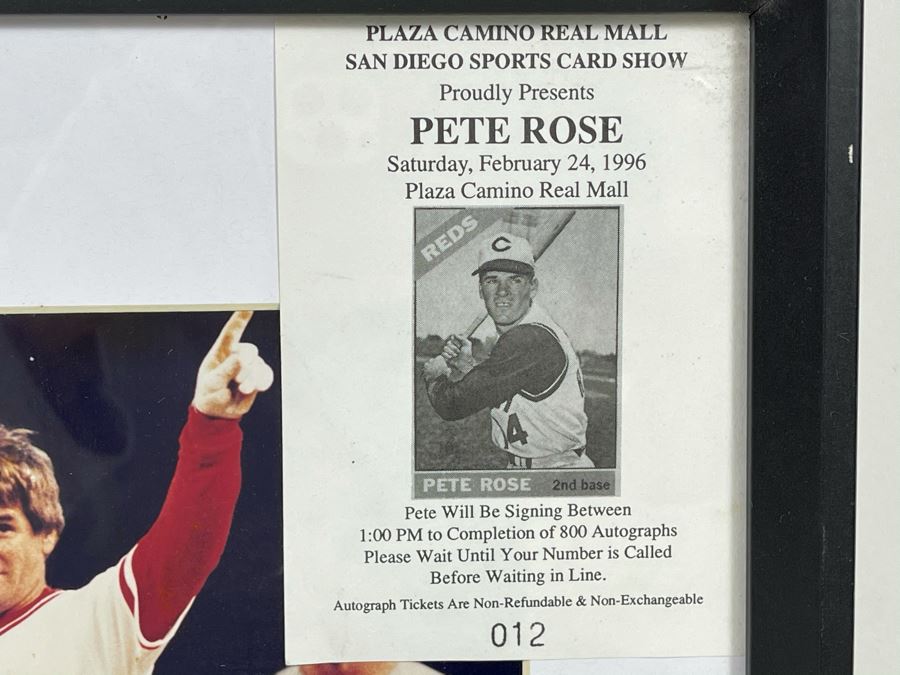 PLAZA CAMINO REAL MALL
SAN DIEGO SPORTS CARD SHOW
Proudly Presents
PETE ROSE
Saturday, February 24, 1996
Plaza Camino Real Mall
REDS
C
4
PETE ROSE 2nd base
Pete Will Be Signing Between
1:00 PM to Completion of 800 Autographs
Please Wait Until Your Number is Called
Before Waiting in Line.
Autograph Tickets Are Non-Refundable & Non-Exchangeable
012